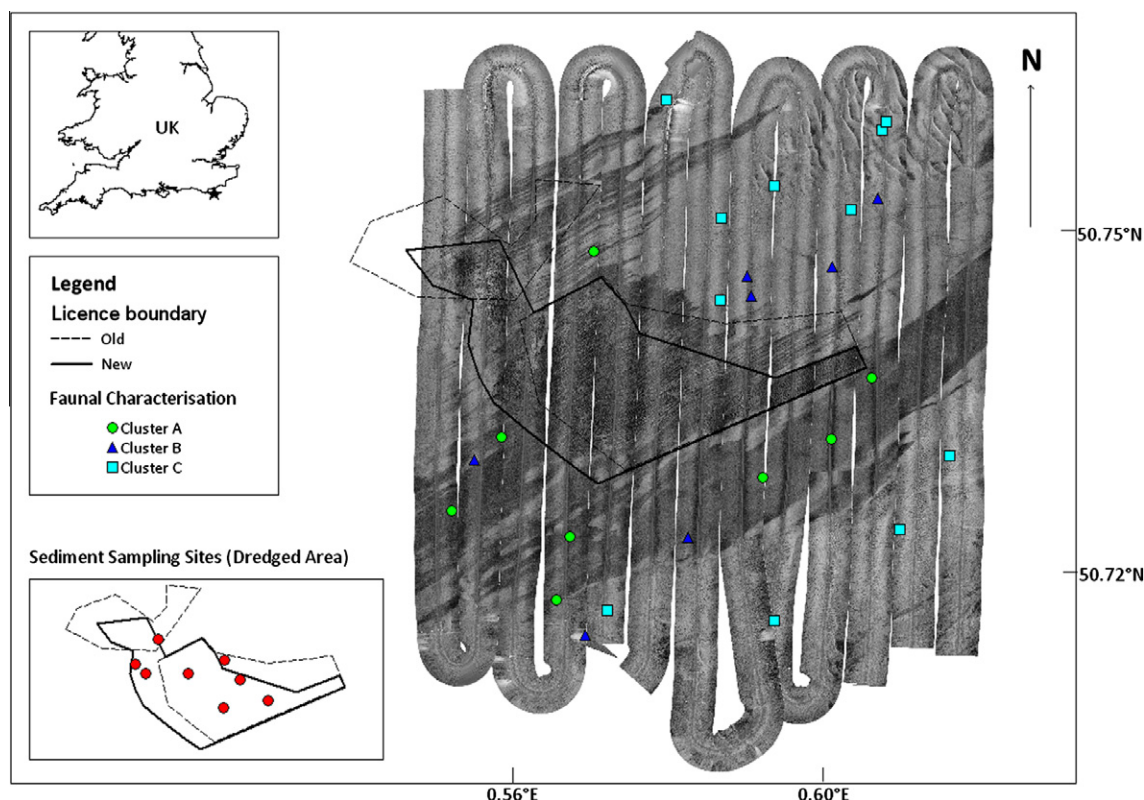 UK
N
50.75°N
Legend
Licence boundary
Old
New
Faunal Characterisation
Cluster A
Cluster B
Cluster C
Sediment Sampling Sites (Dredged Area)
50.72°N
0.56°E
0.60°E